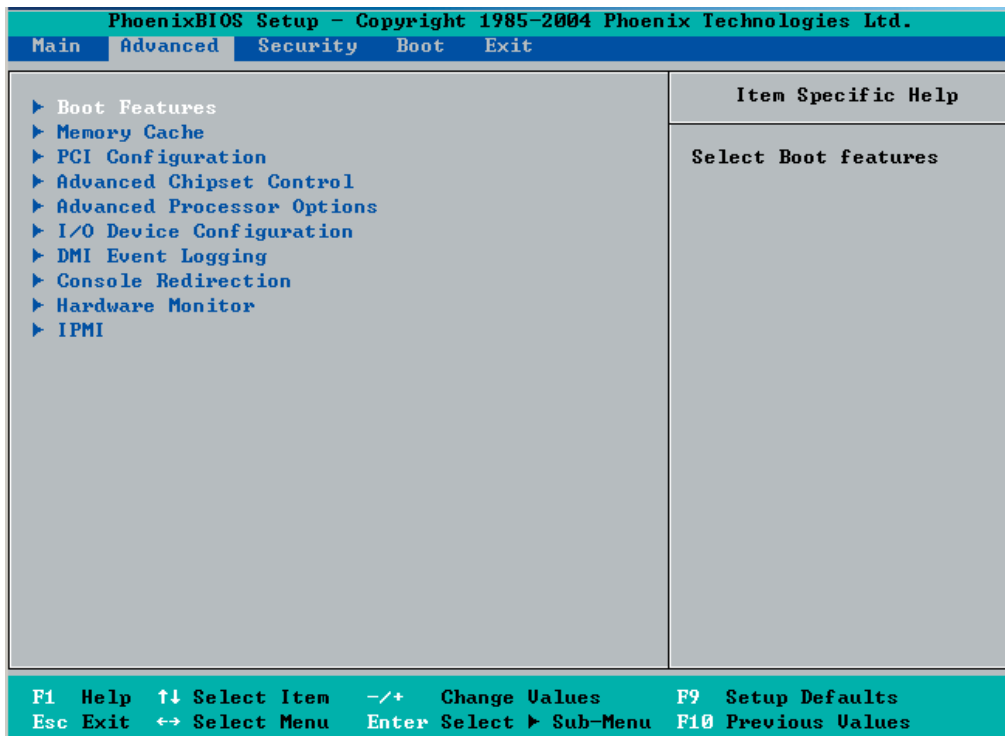 PhoenixBIOS Setup - Copyright 1985-2004 Phoenix Technologies Ltd.
Main Advanced Security Boot Exit
Item Specific Help
▶ Boot Features
▶ Memory Cache
▶ PCI Configuration
▶ Advanced Chipset Control
▶ Advanced Processor Options
▶ I/O Device Configuration
▶ DMI Event Logging
▶ Console Redirection
▶ Hardware Monitor
▶ IPMI
Select Boot features
F1 Help ↑↓ Select Item -/+ Change Values F9 Setup Defaults
Esc Exit ↔ Select Menu Enter Select ▶ Sub-Menu F10 Previous Values